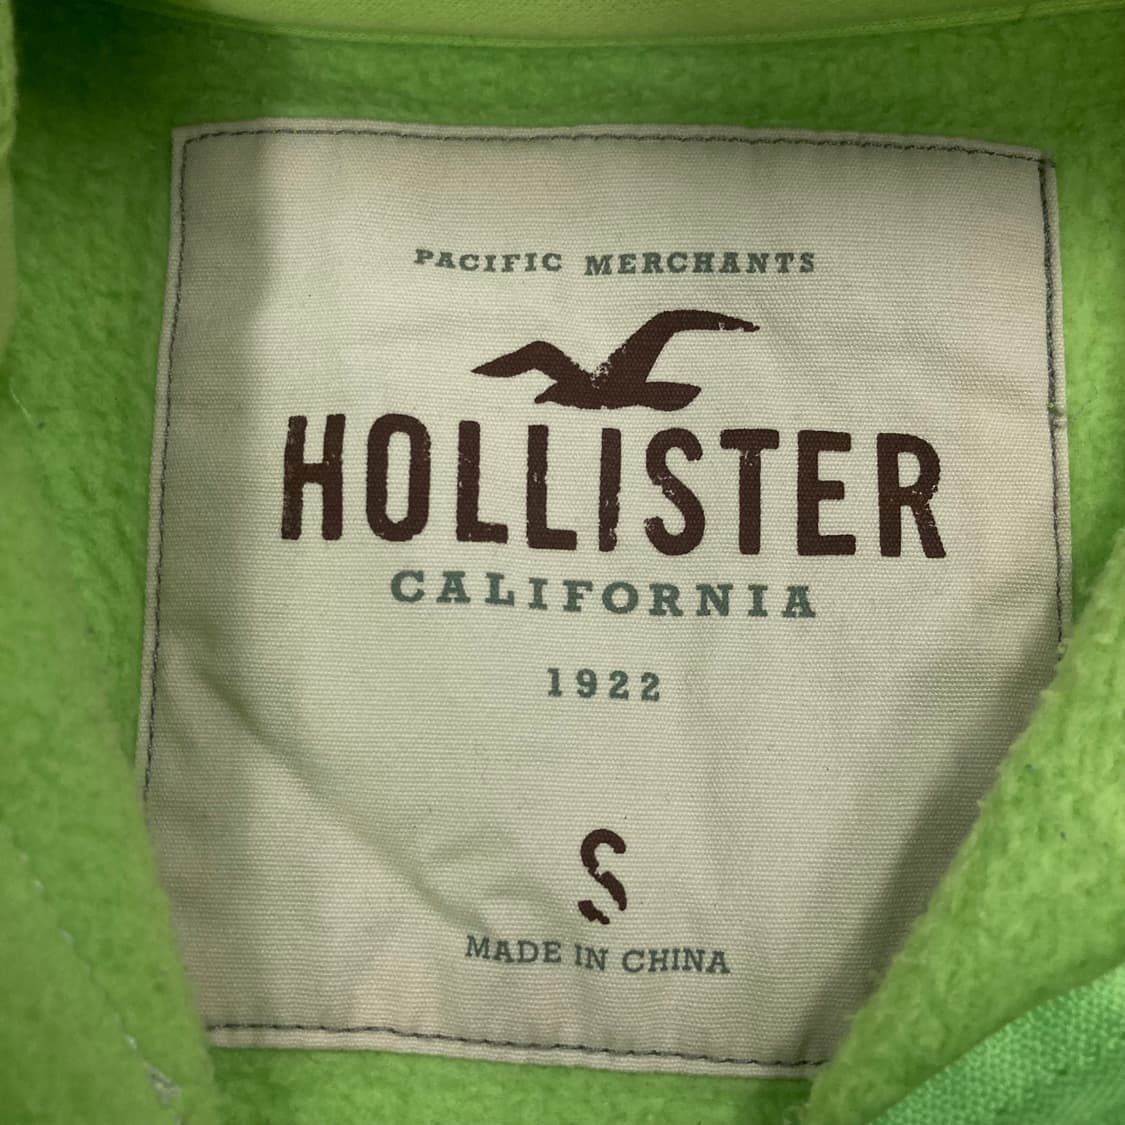 PACIFIC MERCHANTS
HOLLISTER
CALIFORNIA
1922
S
MADE IN CHINA